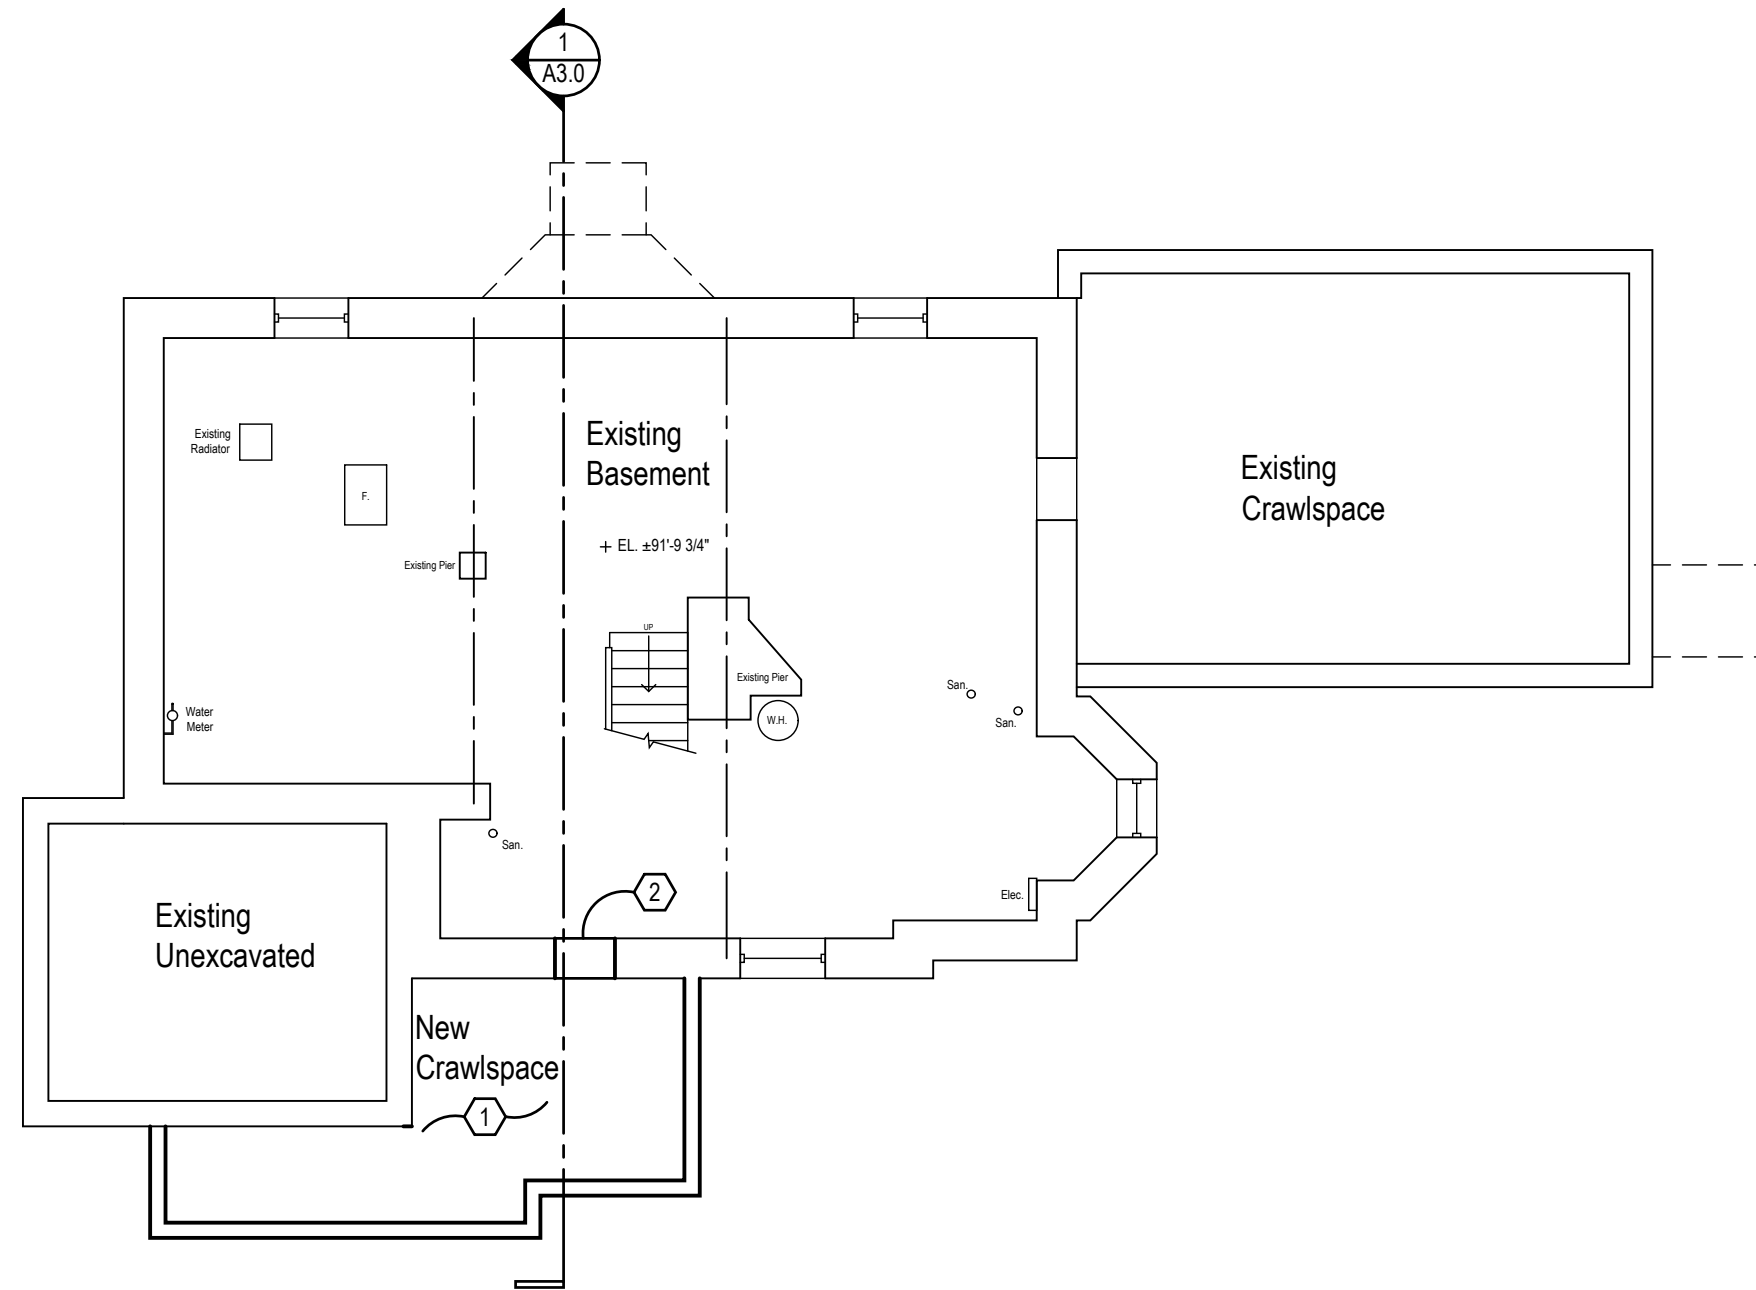 1
A3.0
Existing
Radiator
F.
Existing
Basement
Existing
Crawlspace
EL. ±91'-9 3/4"
Existing Pier
UP
Existing Pier
San.
San.
W.H.
Water
Meter
San.
Elec.
2
Existing
Unexcavated
New
Crawlspace
1